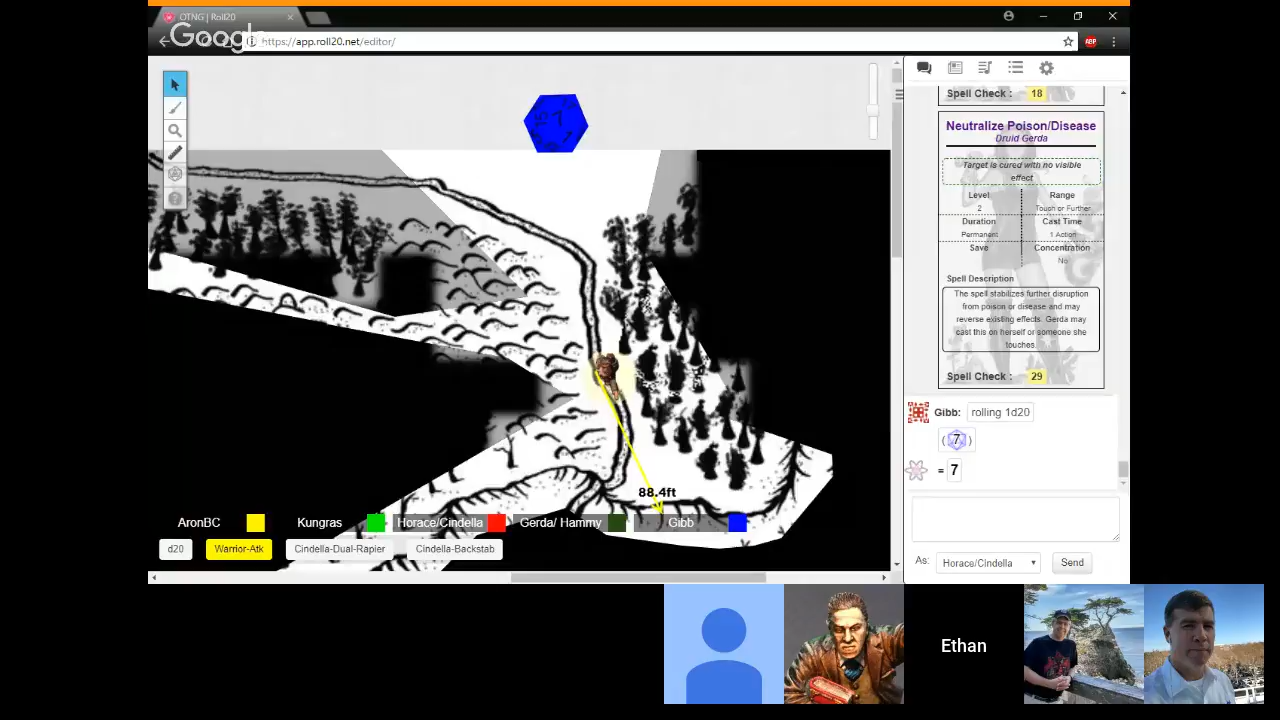 OTNG | Roll20
Google
https://app.roll20.net/editor/
ABP
7
Spell Check : 18
Neutralize Poison/Disease
Druid Gerda
Target is cured with no visible
effect
Level
2
Range
Touch or Further
Duration
Permanent
Cast Time
1 Action
Save
Concentration
No
Spell Description
The spell stabilizes further disruption
from poison or disease and may
reverse existing effects. Gerda may
cast this on herself or someone she
touches.
Spell Check : 29
Gibb: rolling 1d20
(7)
= 7
88.4ft
AronBC
Kungras
Horace/Cindella
Gerda/ Hammy
Gibb
d20
Warrior-Atk
Cindella-Dual-Rapier
Cindella-Backstab
As: Horace/Cindella
Send
Ethan